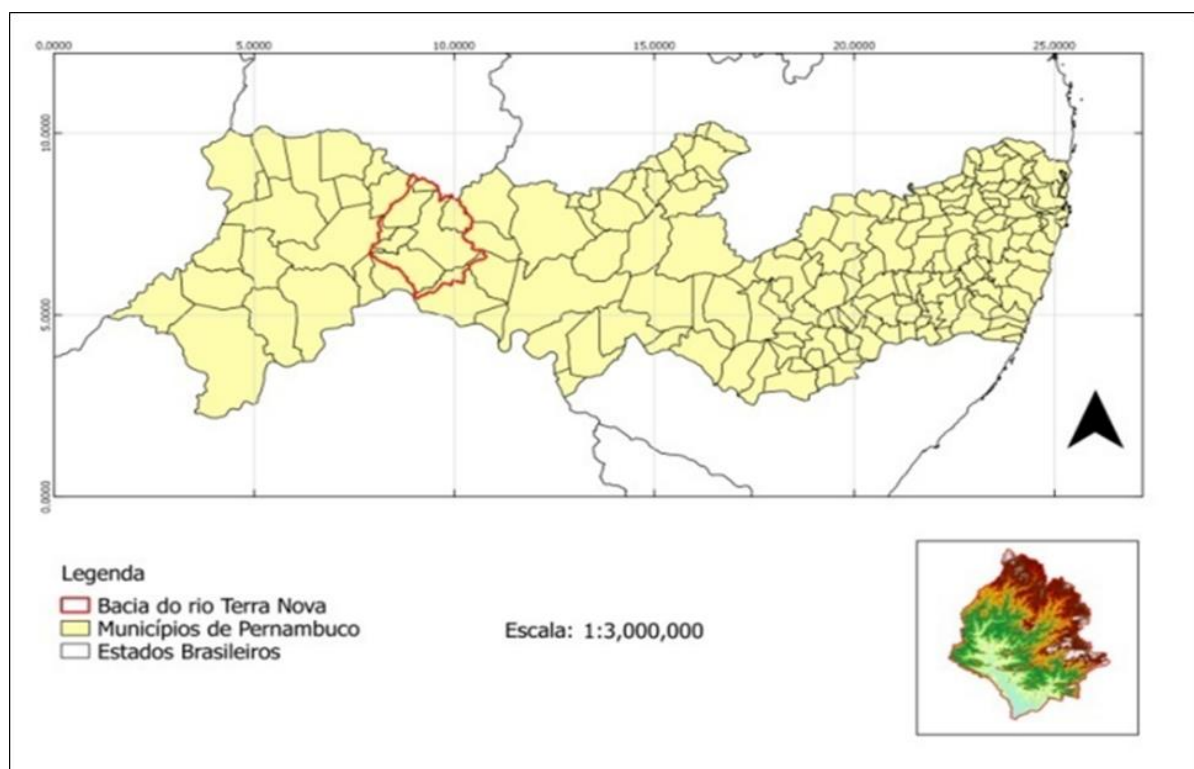 0.0000 5.0000 10.0000 15.0000 20.0000 25.0000
10.0000
5.0000
0.0000
Legenda
Bacia do rio Terra Nova
Municípios de Pernambuco
Estados Brasileiros
Escala: 1:3,000,000